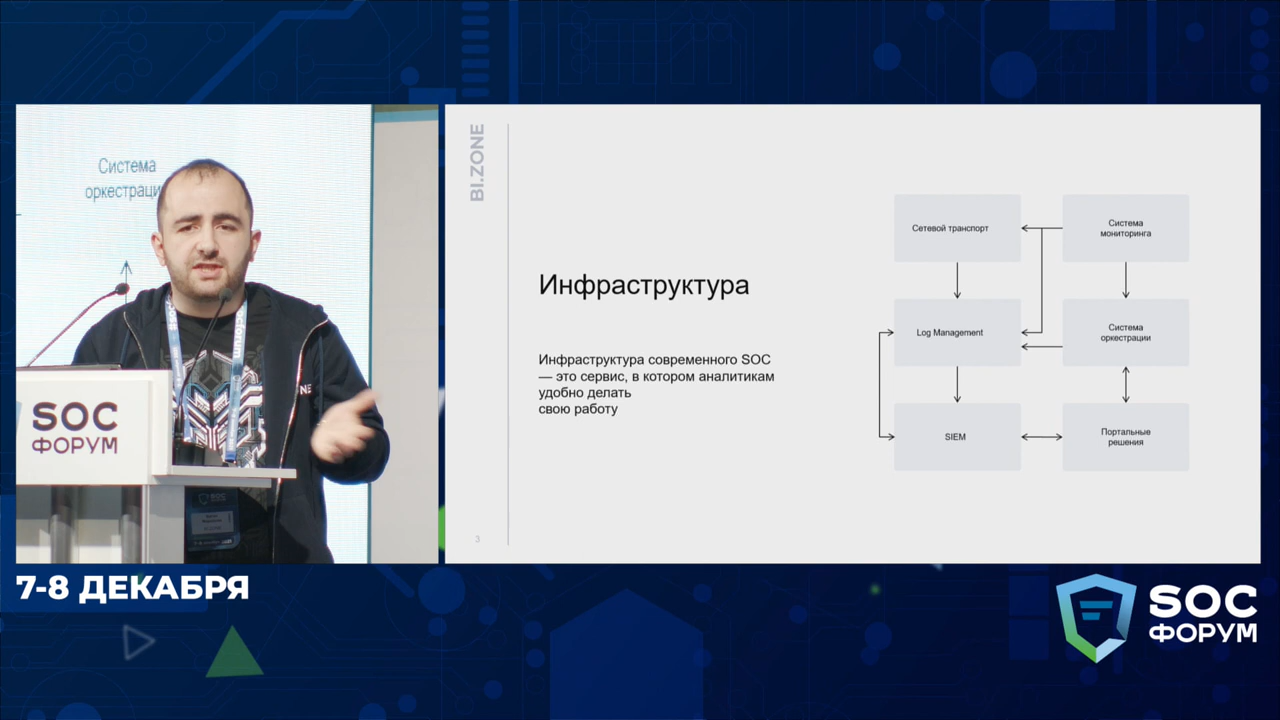 Система
оркестраци
NE
SOC
ФОРУМ
BI.ZONE
Инфраструктура
Инфраструктура современного SOC
— это сервис, в котором аналитикам
удобно делать
свою работу
Сетевой транспорт
Система
мониторинга
Log Management
Система
оркестрации
SIEM
Портальные
решения
3
7-8 ДЕКАБРЯ
SOC
ФОРУМ